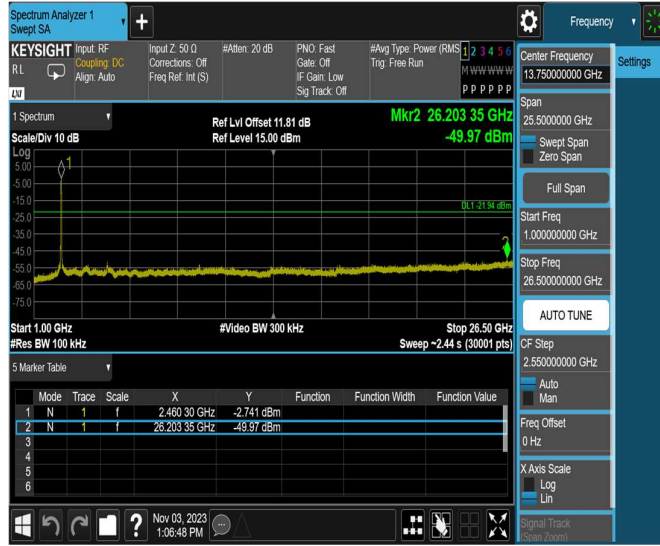 Spectrum Analyzer 1
Swept SA
+
Frequency
KEYSIGHT
R L
LXI
Input: RF
Coupling: DC
Align: Auto
Input Z: 50 Ω
Corrections: Off
Freq Ref: Int (S)
#Atten: 20 dB
PNO: Fast
Gate: Off
IF Gain: Low
Sig Track: Off
#Avg Type: Power (RMS
Trig: Free Run
1 2 3 4 5 6
M W W W W W
P P P P P P
1 Spectrum
Scale/Div 10 dB
Ref Lvl Offset 11.81 dB
Ref Level 15.00 dBm
Mkr2 26.203 35 GHz
-49.97 dBm
Log
5.00
-5.00
-15.0
-25.0
-35.0
-45.0
-55.0
-65.0
-75.0
1
DL1 -21.94 dBm
2
Start 1.00 GHz
#Res BW 100 kHz
#Video BW 300 kHz
Stop 26.50 GHz
Sweep ~2.44 s (30001 pts)
5 Marker Table
Mode Trace Scale X Y Function Function Width Function Value
1 N 1 f 2.460 30 GHz -2.741 dBm
2 N 1 f 26.203 35 GHz -49.97 dBm
3
4
5
6
?
Nov 03, 2023
1:06:48 PM
Settings
Center Frequency
13.750000000 GHz
Span
25.5000000 GHz
Swept Span
Zero Span
Full Span
Start Freq
1.000000000 GHz
Stop Freq
26.500000000 GHz
AUTO TUNE
CF Step
2.550000000 GHz
Auto
Man
Freq Offset
0 Hz
X Axis Scale
Log
Lin
Signal Track
(Span Zoom)